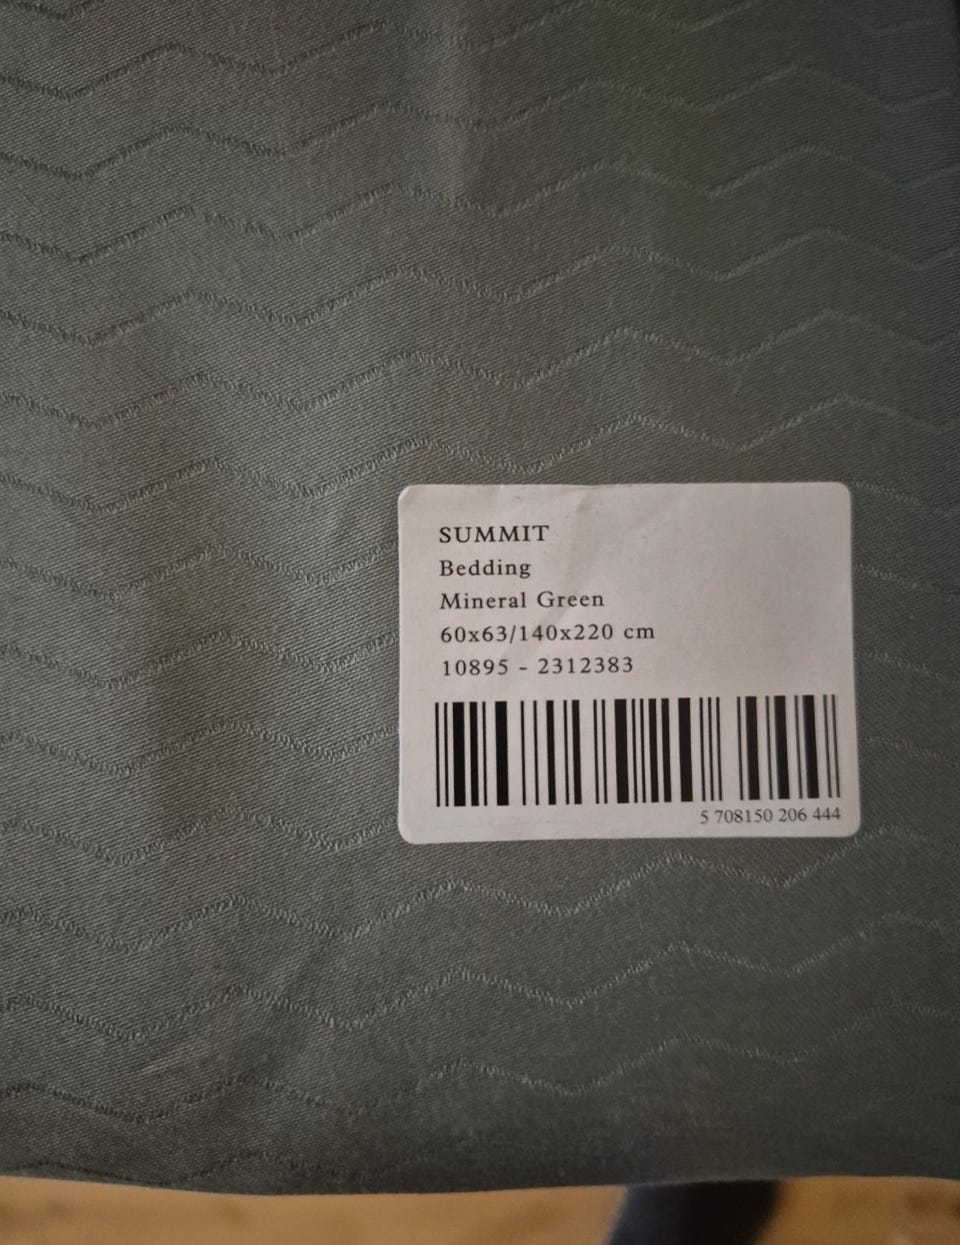 SUMMIT
Bedding
Mineral Green
60x63/140x220 cm
10895 - 2312383
5 708150 206 444